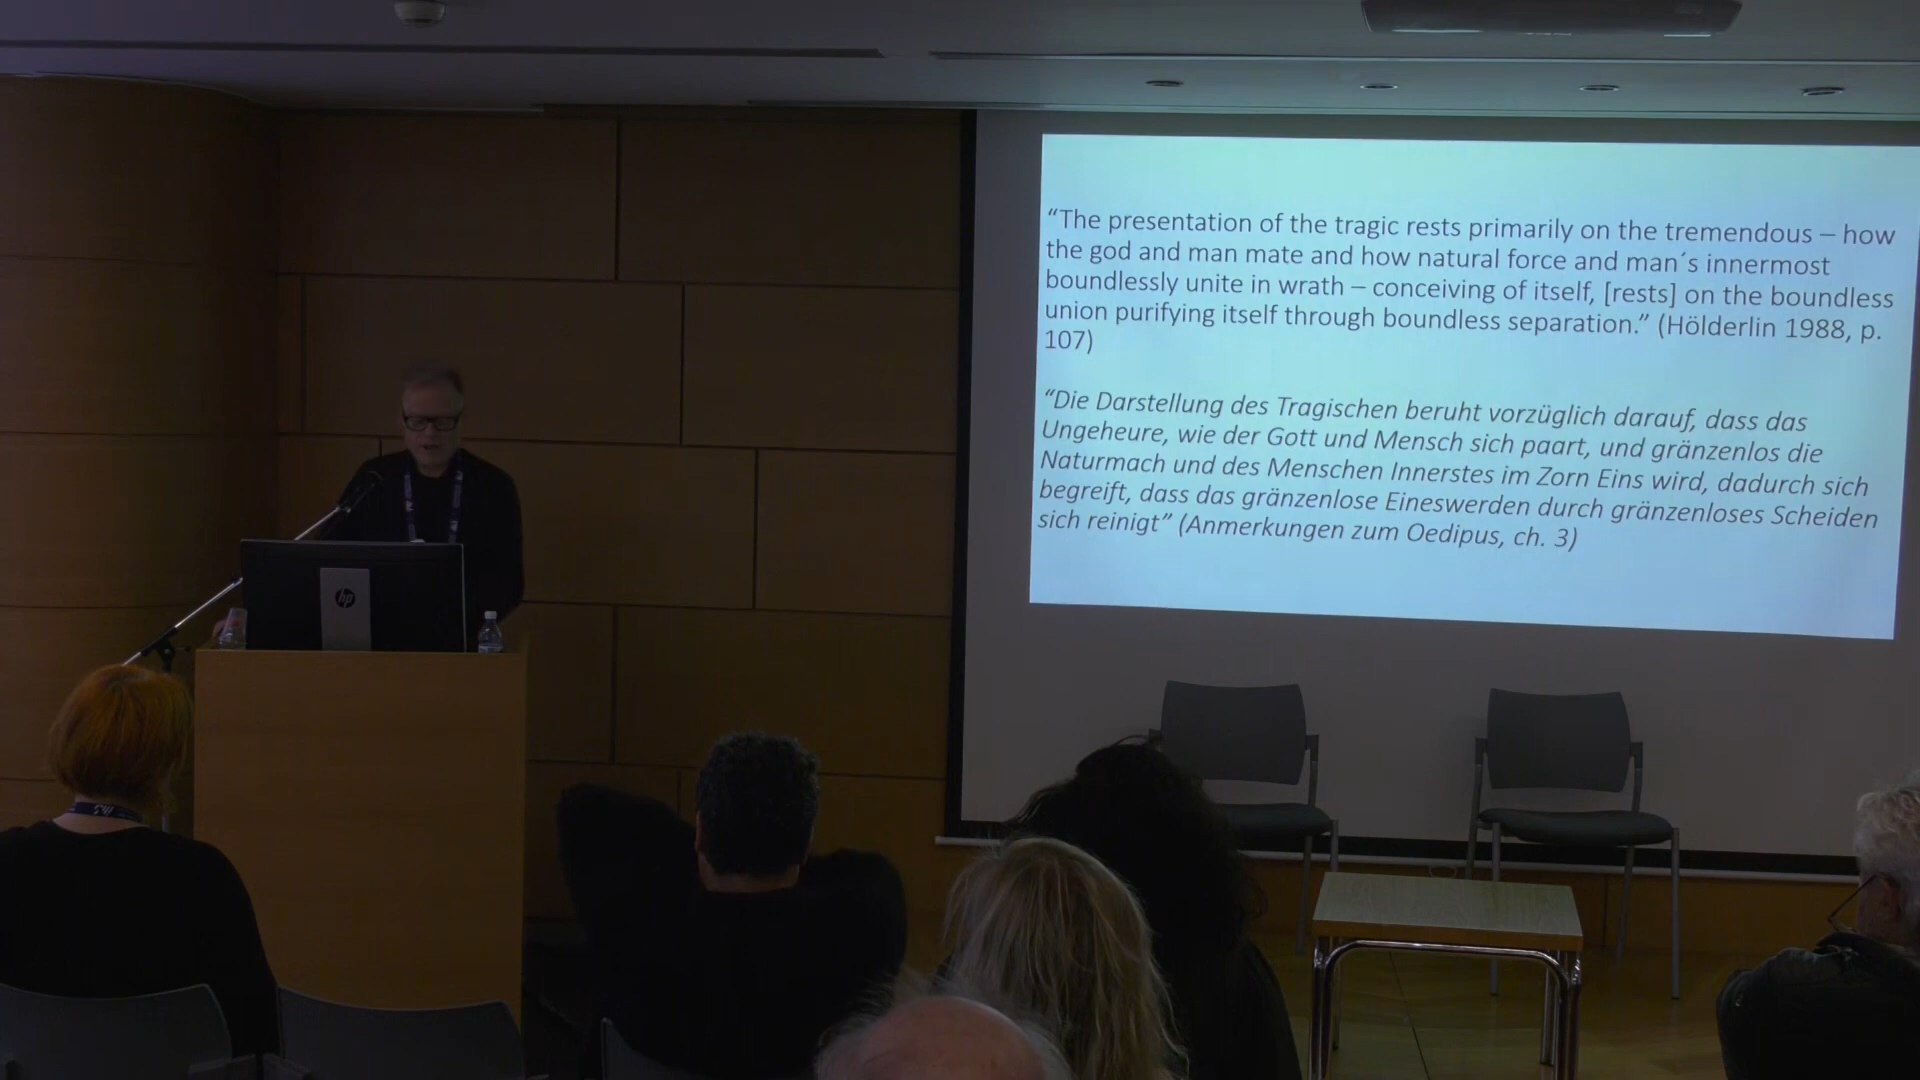 “The presentation of the tragic rests primarily on the tremendous – how
the god and man mate and how natural force and man´s innermost
boundlessly unite in wrath – conceiving of itself, [rests] on the boundless
union purifying itself through boundless separation.” (Hölderlin 1988, p.
107)
“Die Darstellung des Tragischen beruht vorzüglich darauf, dass das
Ungeheure, wie der Gott und Mensch sich paart, und gränzenlos die
Naturmach und des Menschen Innerstes im Zorn Eins wird, dadurch sich
begreift, dass das gränzenlose Eineswerden durch gränzenloses Scheiden
sich reinigt” (Anmerkungen zum Oedipus, ch. 3)
hp